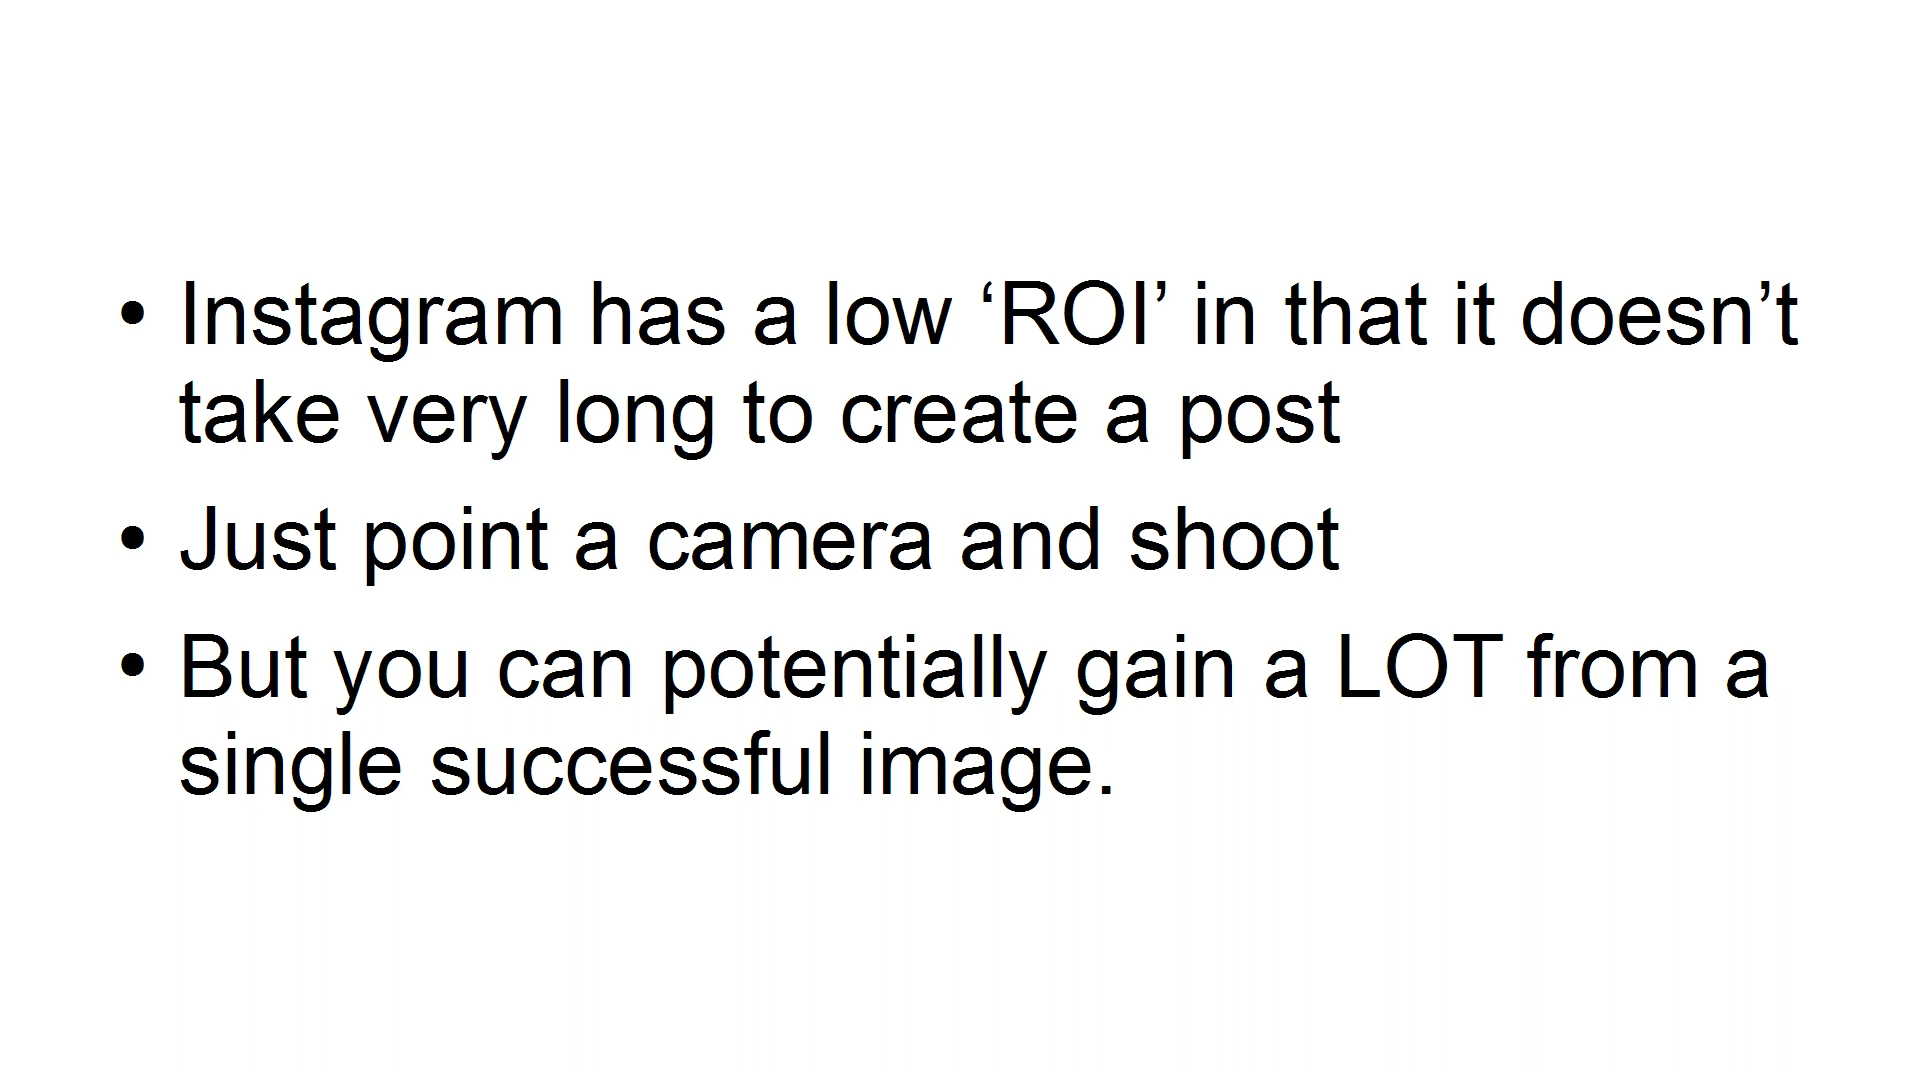 • Instagram has a low ‘ROI’ in that it doesn’t
take very long to create a post
• Just point a camera and shoot
• But you can potentially gain a LOT from a
single successful image.